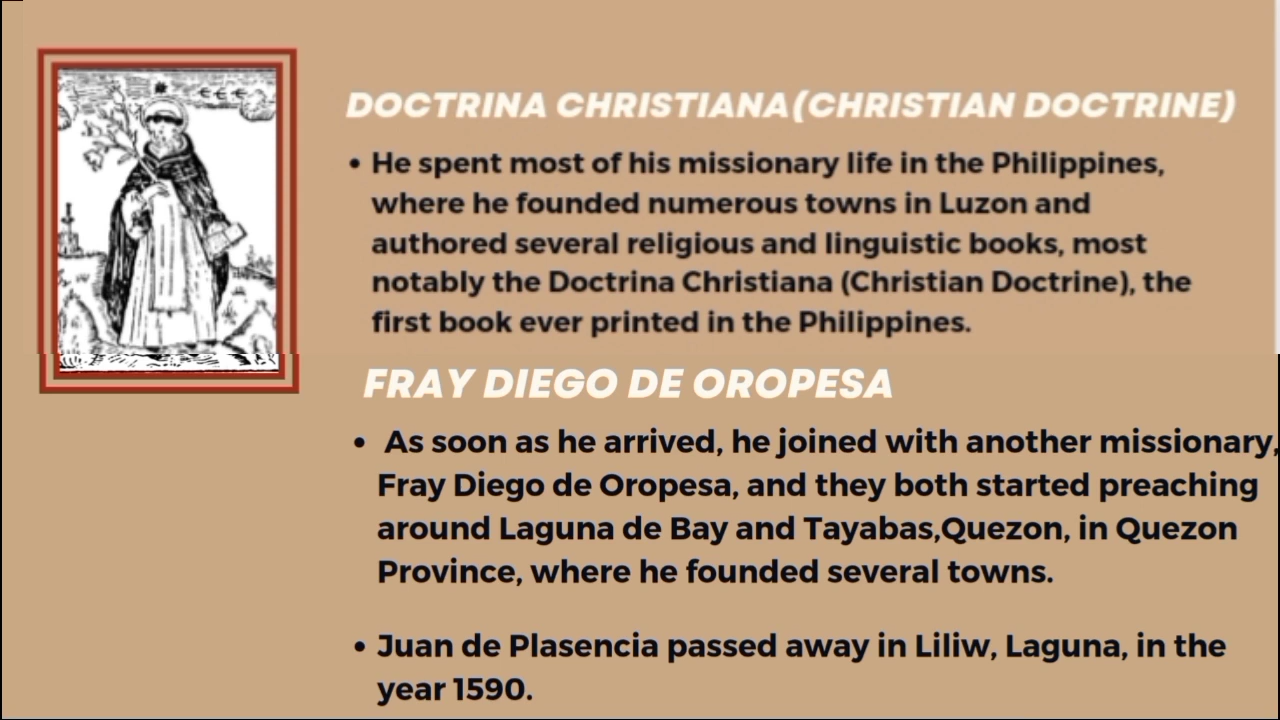 DOCTRINA CHRISTIANA(CHRISTIAN DOCTRINE)
• He spent most of his missionary life in the Philippines,
where he founded numerous towns in Luzon and
authored several religious and linguistic books, most
notably the Doctrina Christiana (Christian Doctrine), the
first book ever printed in the Philippines.
FRAY DIEGO DE OROPESA
• As soon as he arrived, he joined with another missionary,
Fray Diego de Oropesa, and they both started preaching
around Laguna de Bay and Tayabas,Quezon, in Quezon
Province, where he founded several towns.
• Juan de Plasencia passed away in Liliw, Laguna, in the
year 1590.